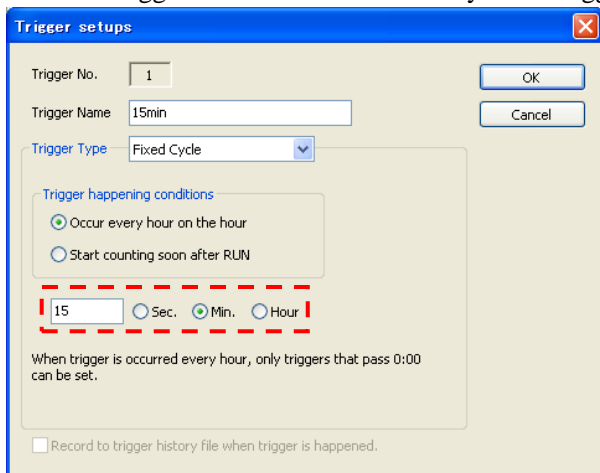 Trigger setups
Trigger No. 1
OK
Trigger Name 15min
Cancel
Trigger Type Fixed Cycle
Trigger happening conditions
Occur every hour on the hour
Start counting soon after RUN
15 Sec. Min. Hour
When trigger is occurred every hour, only triggers that pass 0:00
can be set.
Record to trigger history file when trigger is happened.